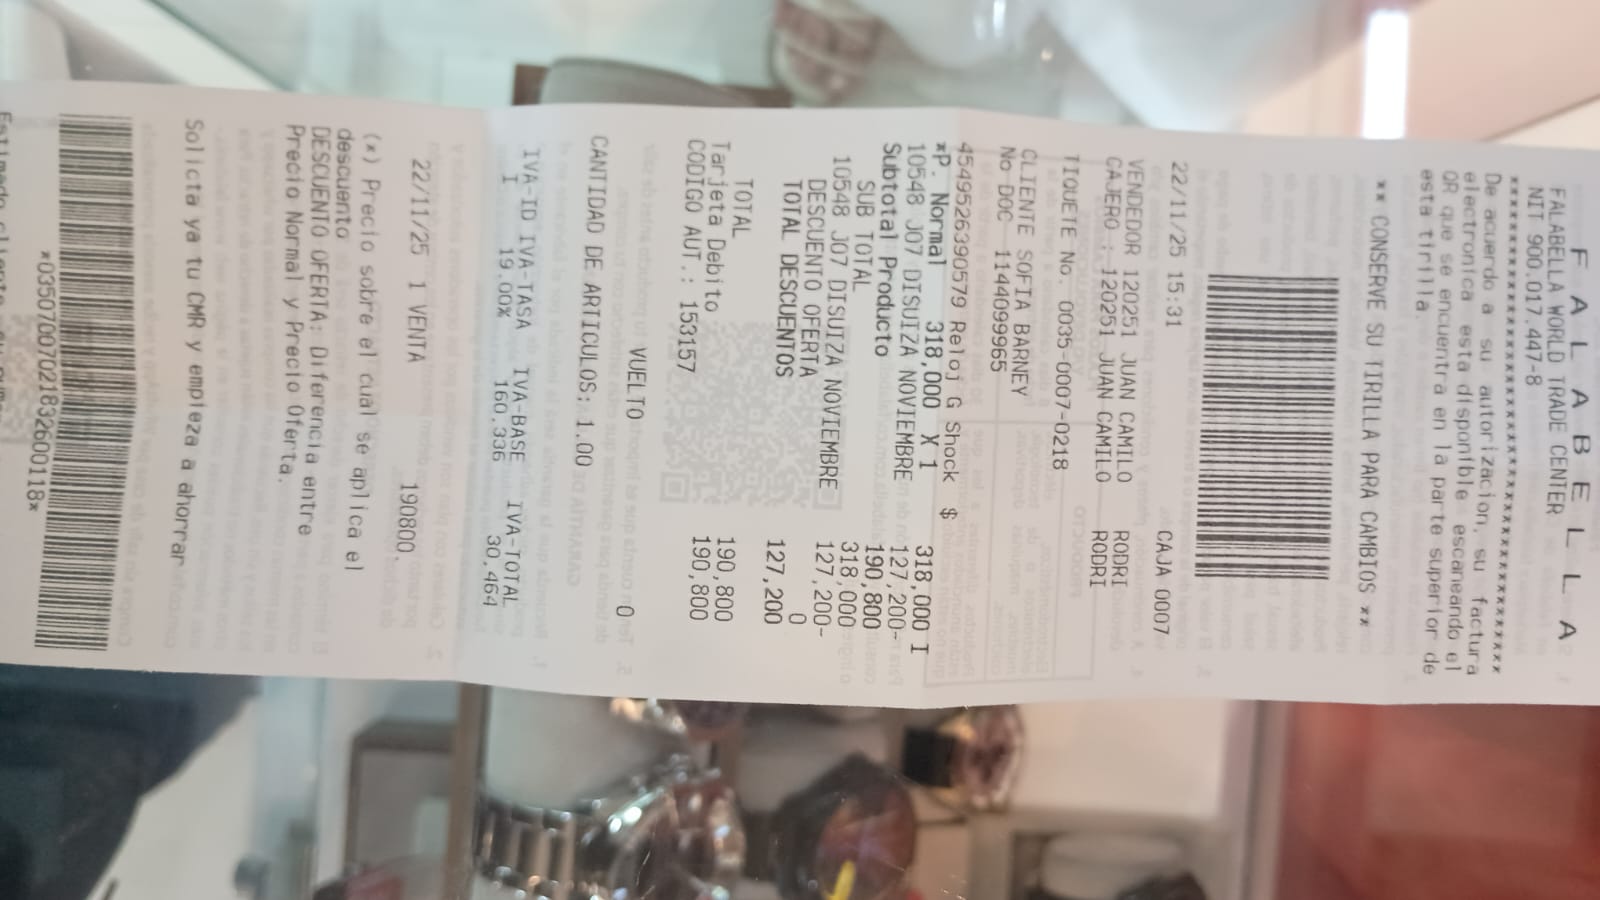 F A L A B E L L A
FALABELLA WORLD TRADE CENTER
NIT 900.017.447-8
De acuerdo a su autorizacion, su factura
electronica esta disponible escaneando el
QR que se encuentra en la parte superior de
esta tirilla.
** CONSERVE SU TIRILLA PARA CAMBIOS **
22/11/25 15:31 CAJA 0007
VENDEDOR 120251 JUAN CAMILO RODRI
CAJERO : 120251 JUAN CAMILO RODRI
TIQUETE No. 0035-0007-0218
CLIENTE SOFIA BARNEY
No DOC 1144099965
4549526390579 Reloj G Shock $ 318,000 I
*P. Normal 318,000 X 1
10548 J07 DISUIZA NOVIEMBRE 127,200-
Subtotal Producto 190,800
SUB TOTAL 318,000
10548 J07 DISUIZA NOVIEMBRE 127,200-
DESCUENTO OFERTA 0
TOTAL DESCUENTOS 127,200
TOTAL 190,800
Tarjeta Debito 190,800
CODIGO AUT.: 153157
VUELTO 0
CANTIDAD DE ARTICULOS: 1.00
IVA-ID IVA-TASA IVA-BASE IVA-TOTAL
I 19.00% 160,336 30,464
22/11/25 1 VENTA 190800.
(*) Precio sobre el cual se aplica el
descuento
DESCUENTO OFERTA: Diferencia entre
Precio Normal y Precio Oferta.
Solicta ya tu CMR y empieza a ahorrar
*03507007021832600118*
Estimado cliente su